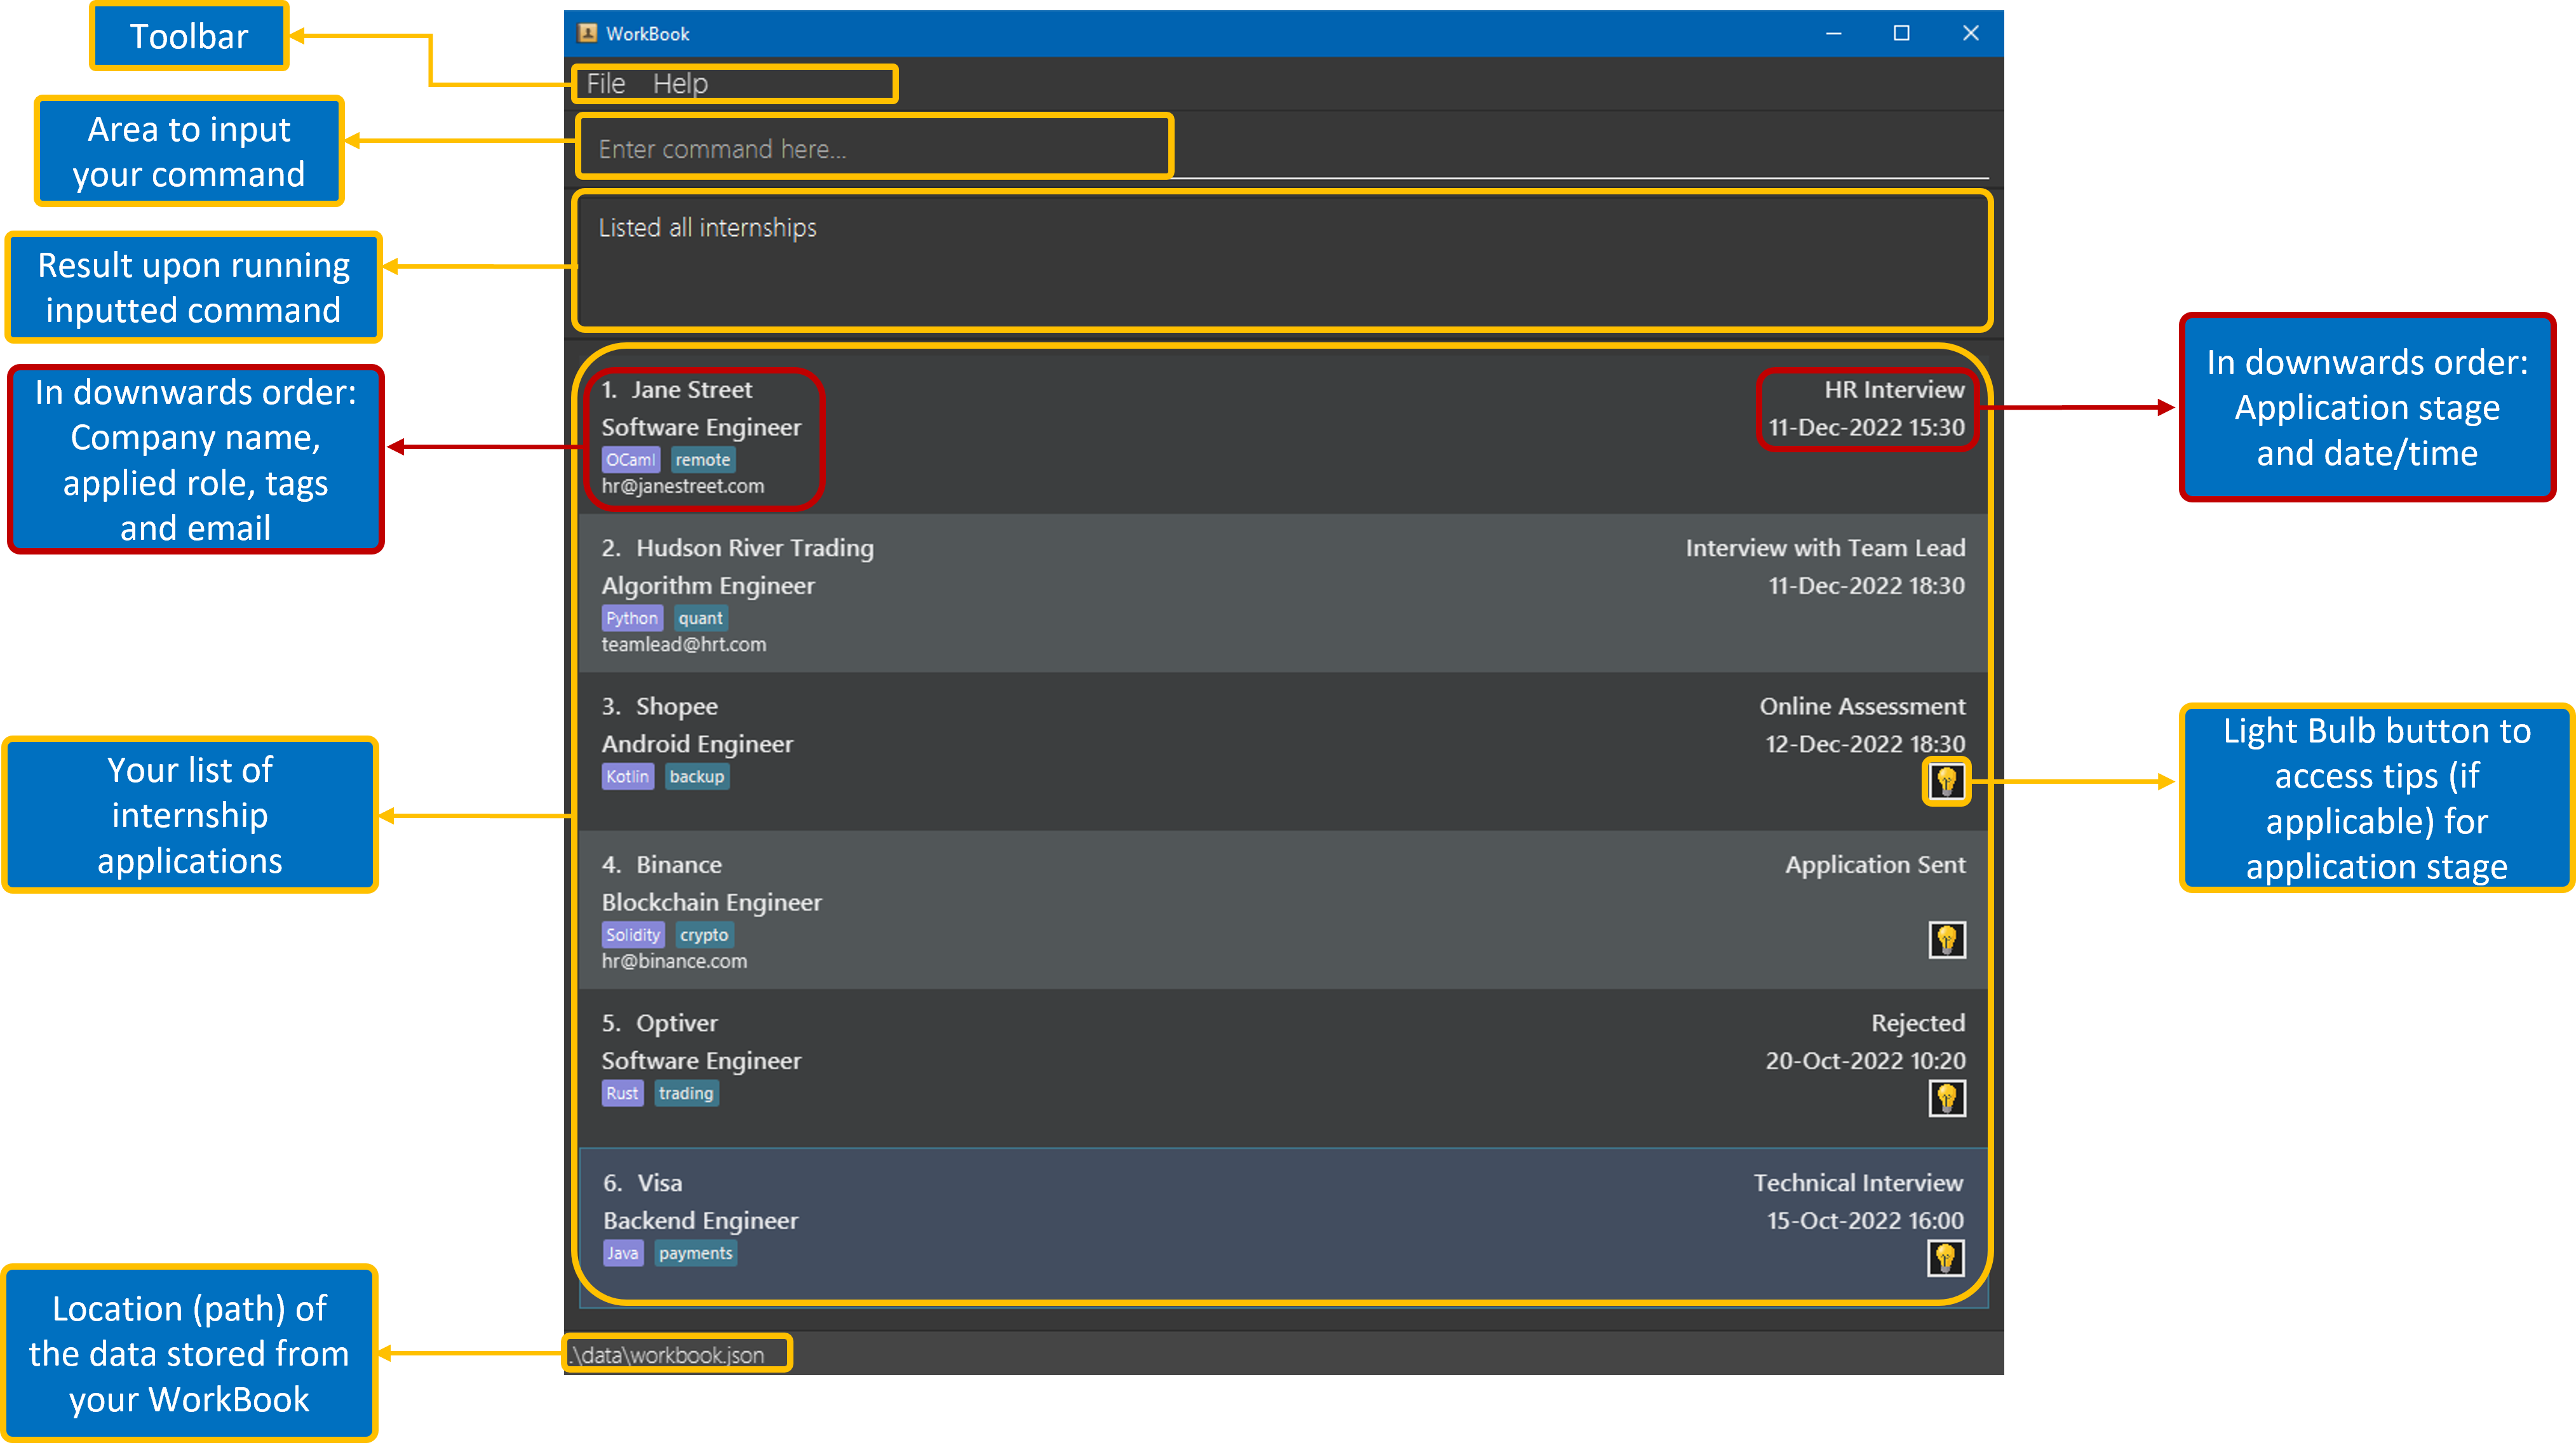 Toolbar
Area to input
your command
Result upon running
inputted command
In downwards order:
Company name,
applied role, tags
and email
Your list of
internship
applications
Location (path) of
the data stored from
your WorkBook
WorkBook
File Help
Enter command here...
Listed all internships
1. Jane Street
HR Interview
Software Engineer
11-Dec-2022 15:30
OCaml remote
hr@janestreet.com
2. Hudson River Trading
Interview with Team Lead
Algorithm Engineer
11-Dec-2022 18:30
Python quant
teamlead@hrt.com
3. Shopee
Online Assessment
Android Engineer
12-Dec-2022 18:30
Kotlin backup
4. Binance
Application Sent
Blockchain Engineer
Solidity crypto
hr@binance.com
5. Optiver
Rejected
Software Engineer
20-Oct-2022 10:20
Rust trading
6. Visa
Technical Interview
Backend Engineer
15-Oct-2022 16:00
Java payments
.\data\workbook.json
In downwards order:
Application stage
and date/time
Light Bulb button to
access tips (if
applicable) for
application stage